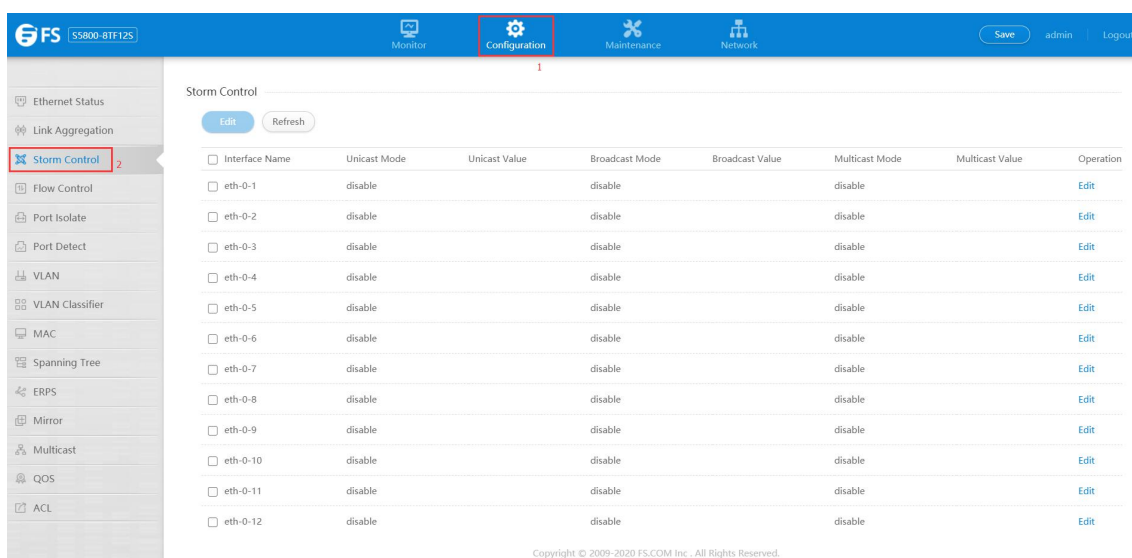 FS S5800-8TF12S Monitor Configuration Maintenance Network Save admin Logout
1
Storm Control
Edit Refresh
Ethernet Status
Link Aggregation
Storm Control 2
Flow Control
Port Isolate
Port Detect
VLAN
VLAN Classifier
MAC
Spanning Tree
ERPS
Mirror
Multicast
QOS
ACL
Interface Name Unicast Mode Unicast Value Broadcast Mode Broadcast Value Multicast Mode Multicast Value Operation
eth-0-1 disable disable disable Edit
eth-0-2 disable disable disable Edit
eth-0-3 disable disable disable Edit
eth-0-4 disable disable disable Edit
eth-0-5 disable disable disable Edit
eth-0-6 disable disable disable Edit
eth-0-7 disable disable disable Edit
eth-0-8 disable disable disable Edit
eth-0-9 disable disable disable Edit
eth-0-10 disable disable disable Edit
eth-0-11 disable disable disable Edit
eth-0-12 disable disable disable Edit
Copyright © 2009-2020 FS.COM Inc . All Rights Reserved.